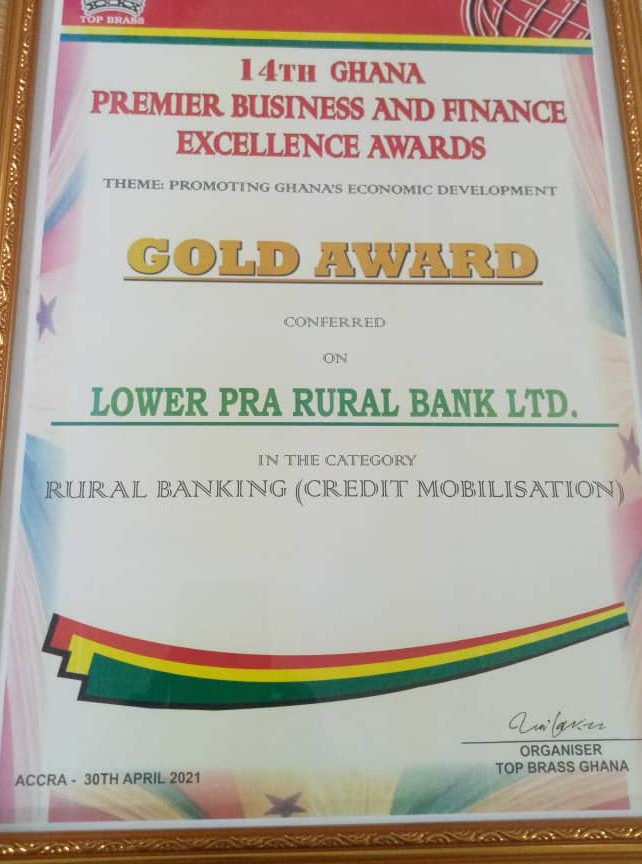 TOP BRASS
14TH GHANA
PREMIER BUSINESS AND FINANCE
EXCELLENCE AWARDS
THEME: PROMOTING GHANA'S ECONOMIC DEVELOPMENT
GOLD AWARD
CONFERRED
ON
LOWER PRA RURAL BANK LTD.
IN THE CATEGORY
RURAL BANKING (CREDIT MOBILISATION)
ORGANISER
TOP BRASS GHANA
ACCRA - 30TH APRIL 2021